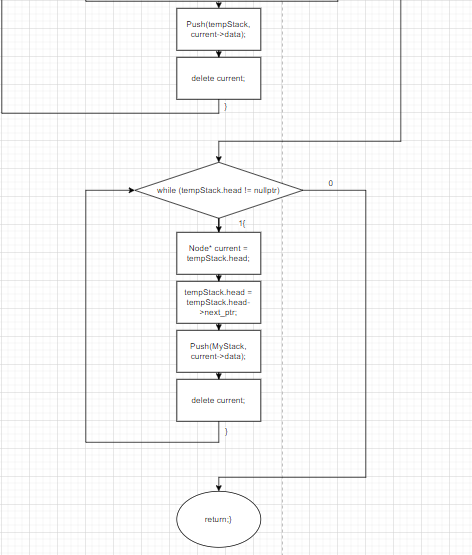 Push(tempStack,
current->data);
delete current;
}
while (tempStack.head != nullptr)
0
1{
Node* current =
tempStack.head;
tempStack.head =
tempStack.head-
>next_ptr;
Push(MyStack,
current->data);
delete current;
}
return;}